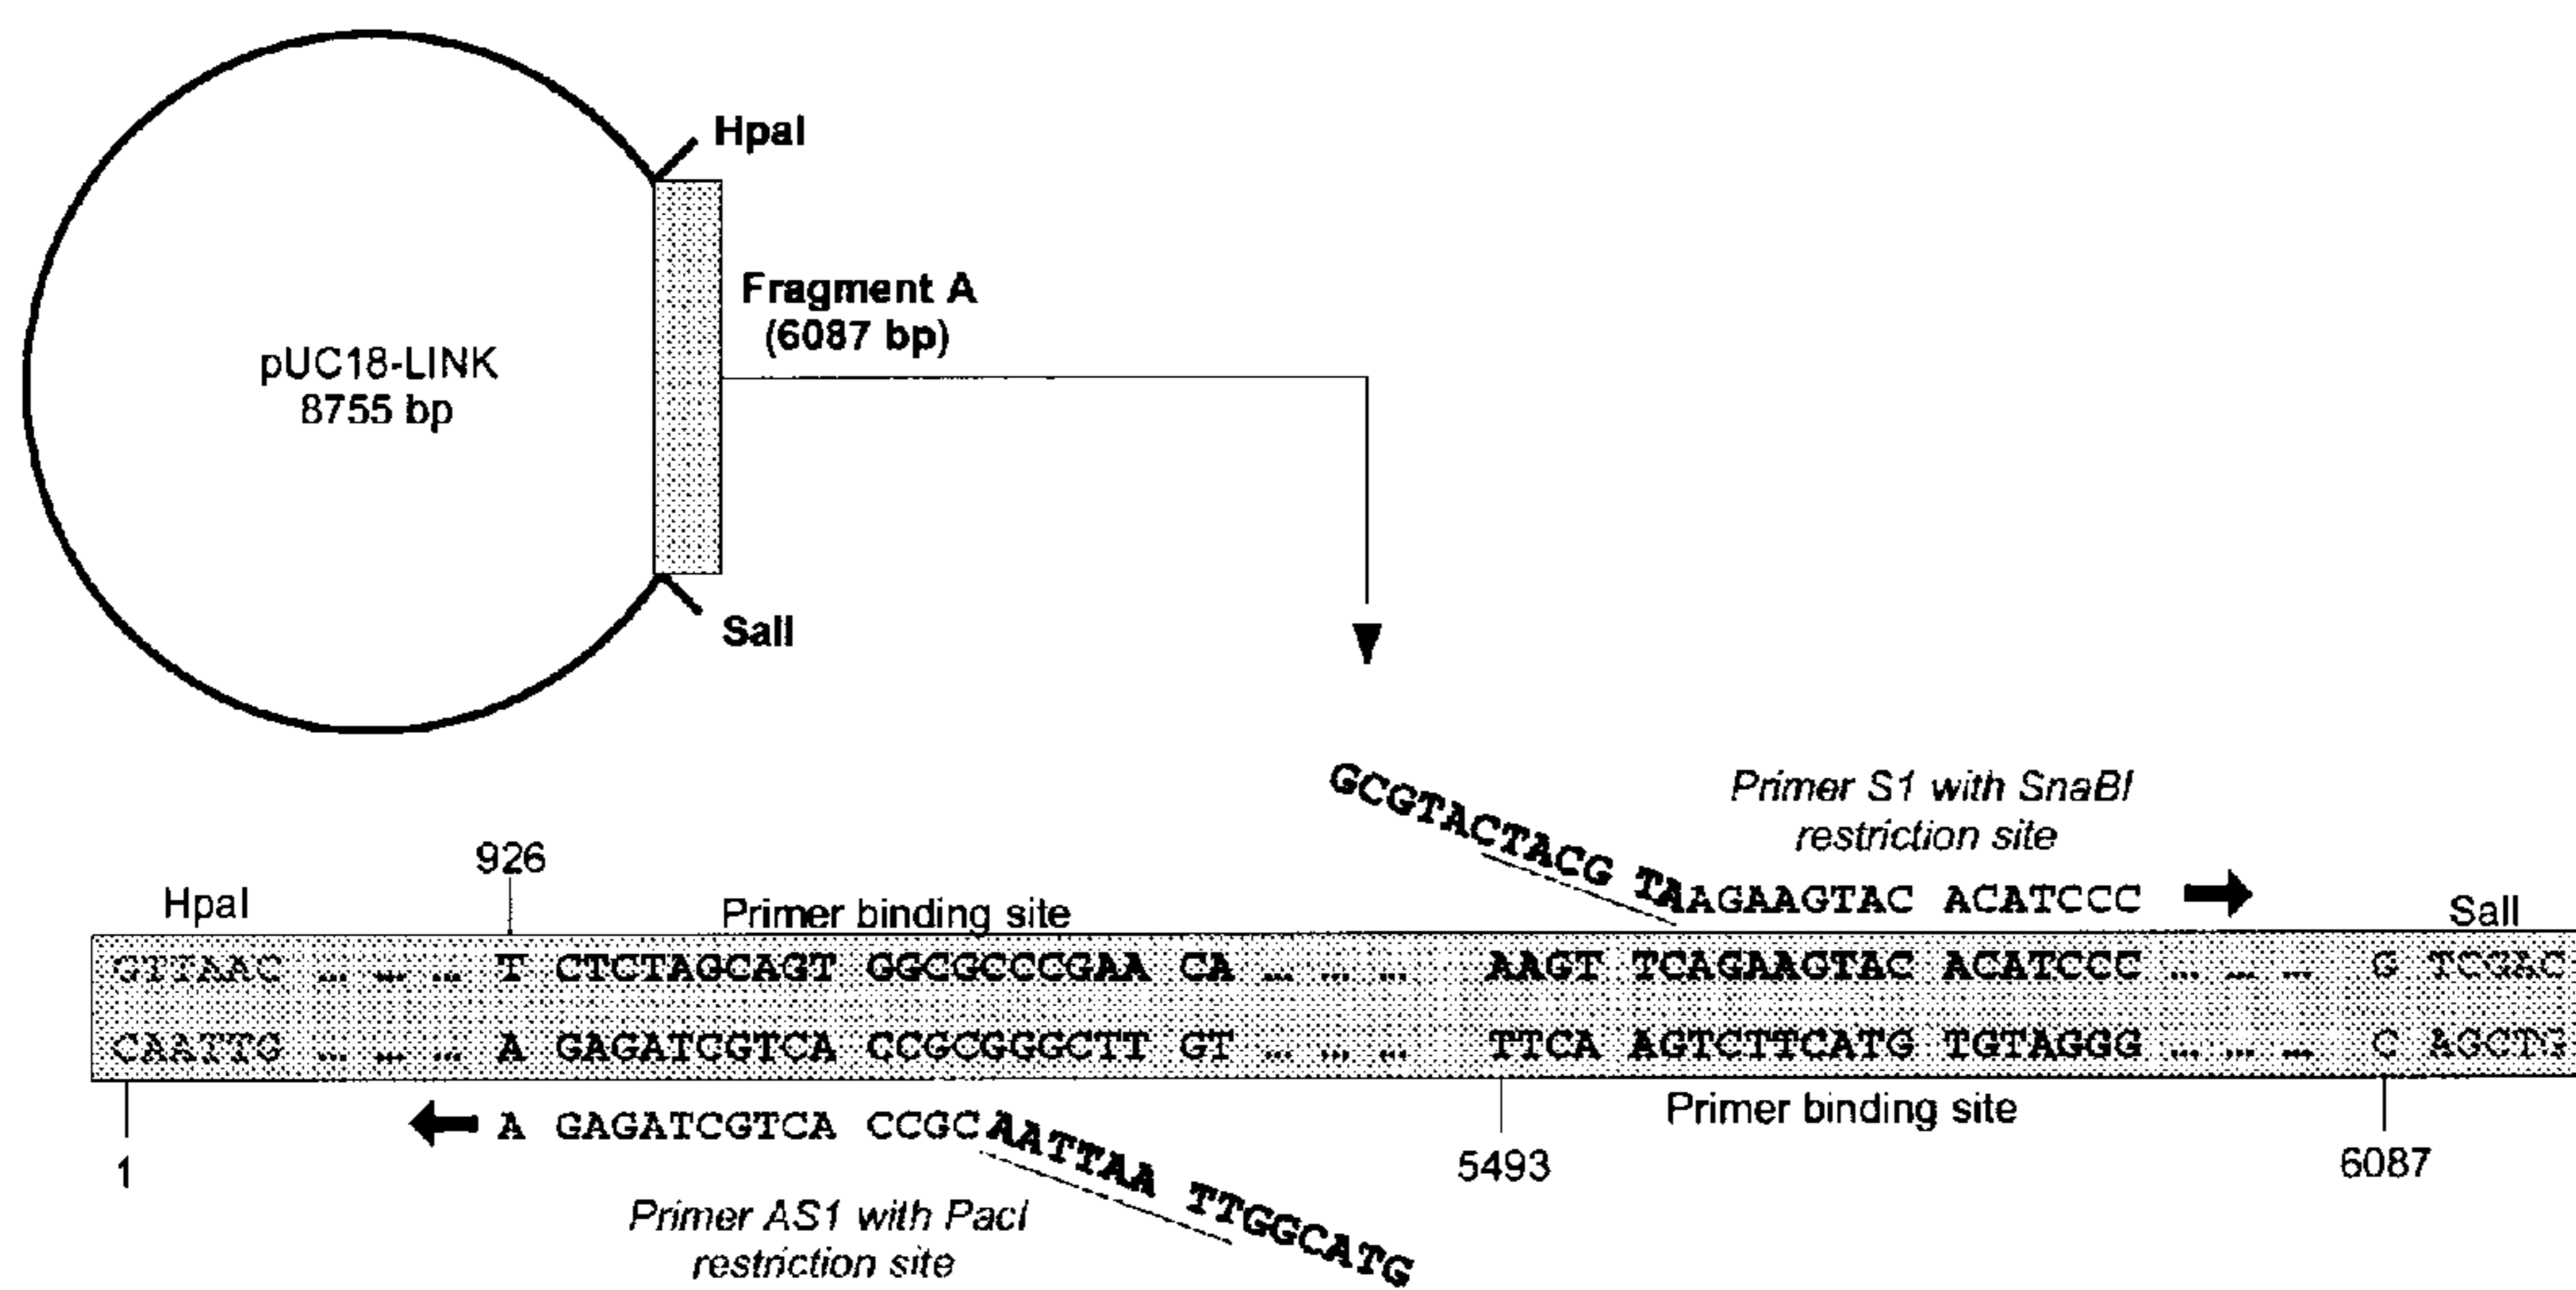 HpaI
Fragment A
(6087 bp)
pUC18-LINK
8755 bp
SalI
GCGTACTACG TAAGAAGTAC ACATCCC
Primer S1 with SnaBI
restriction site
926
HpaI
Primer binding site
SalI
GTTAAC ... ... ... T CTCTAGCAGT GGCGCCCGAA CA ... ... ... AAGT TCAGAAGTAC ACATCCC ... ... ... G TCGAC
CAATTG ... ... ... A GAGATCGTCA CCGCGGGCTT GT ... ... ... TTCA AGTCTTCATG TGTAGGG ... ... ... C AGCTG
A GAGATCGTCA CCGCAATTAA TTGGCATG
Primer binding site
1
5493
6087
Primer AS1 with PacI
restriction site